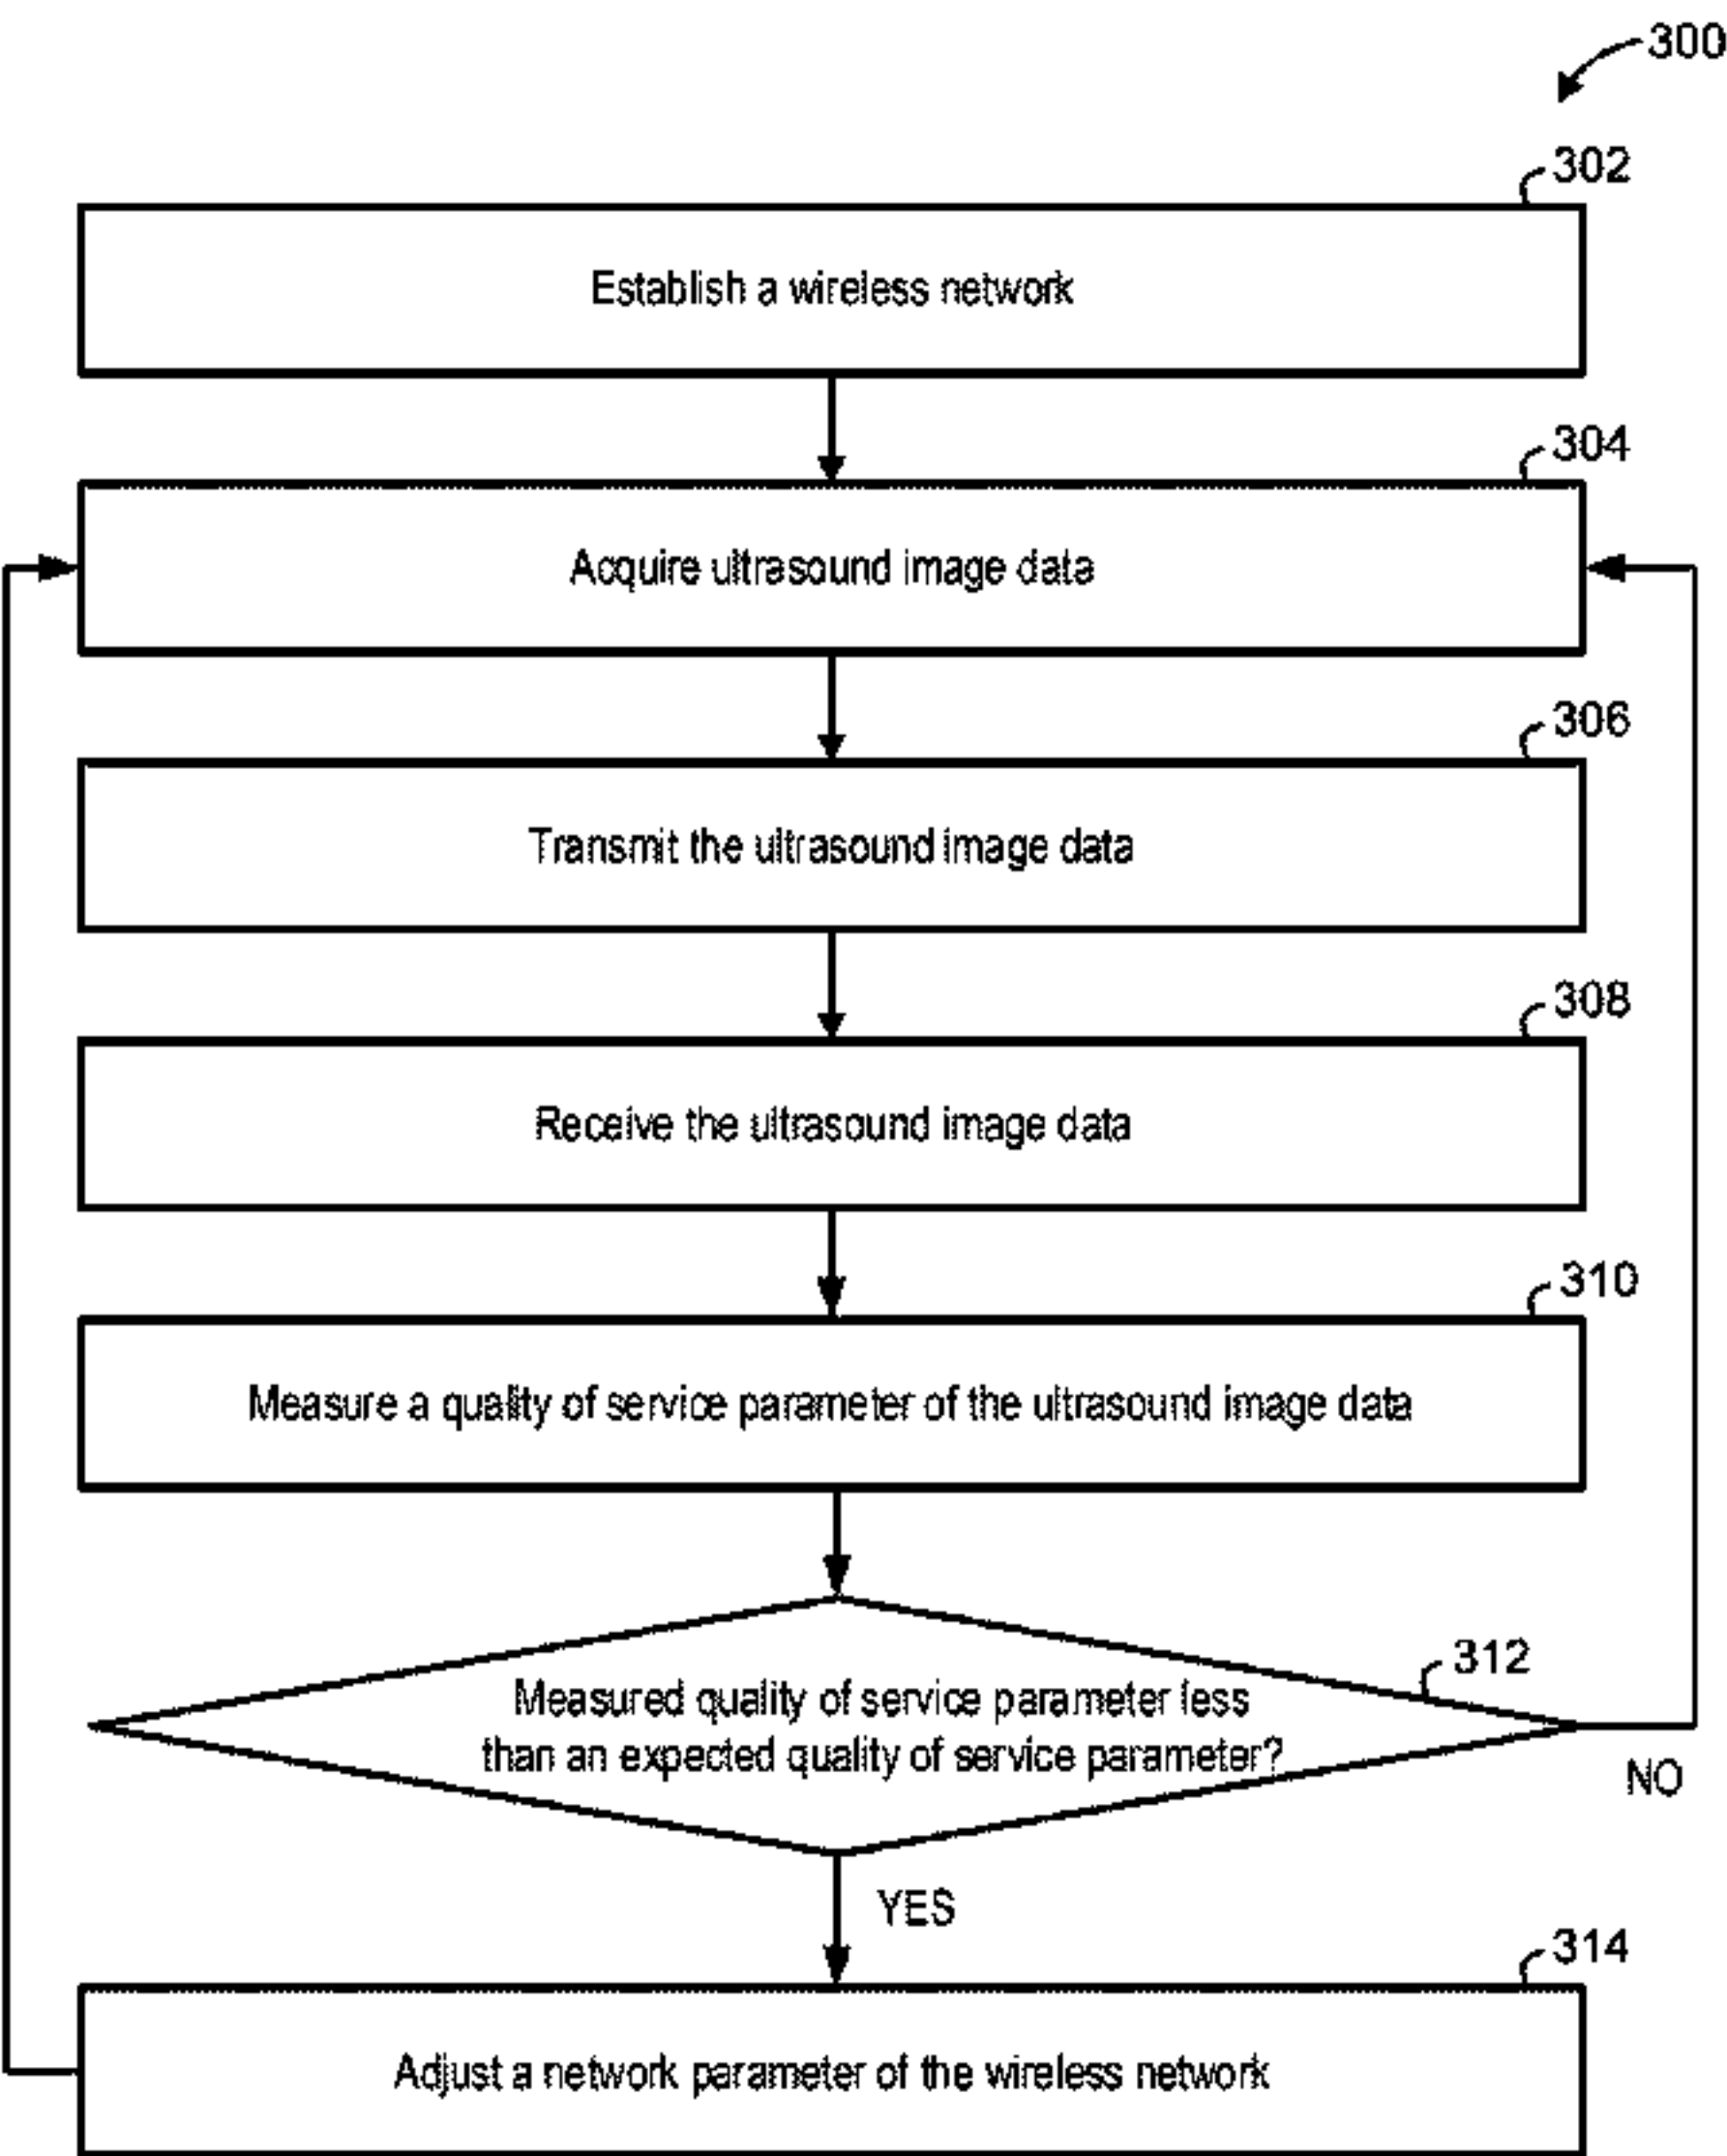 300
302
Establish a wireless network
304
Acquire ultrasound image data
306
Transmit the ultrasound image data
308
Receive the ultrasound image data
310
Measure a quality of service parameter of the ultrasound image data
312
Measured quality of service parameter less
than an expected quality of service parameter?
NO
YES
314
Adjust a network parameter of the wireless network